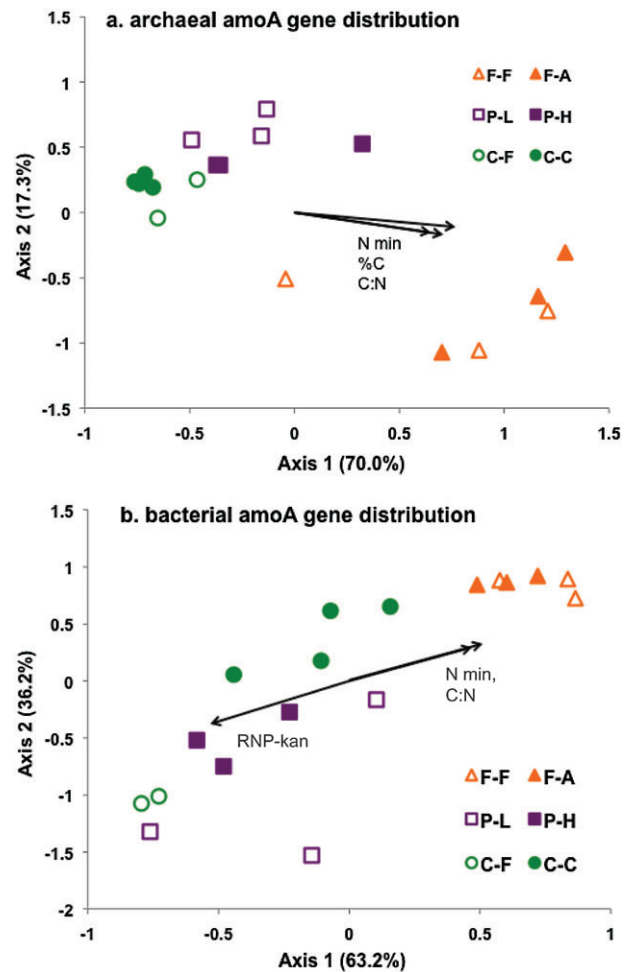 a. archaeal amoA gene distribution
1.5
1
0.5
0
-0.5
-1
-1.5
Axis 2 (17.3%)
F-F F-A
P-L P-H
C-F C-C
N min
%C
C:N
-1 -0.5 0 0.5 1 1.5
Axis 1 (70.0%)
b. bacterial amoA gene distribution
1.5
1
0.5
0
-0.5
-1
-1.5
-2
Axis 2 (36.2%)
N min,
C:N
RNP-kan
F-F F-A
P-L P-H
C-F C-C
-1 -0.5 0 0.5 1
Axis 1 (63.2%)